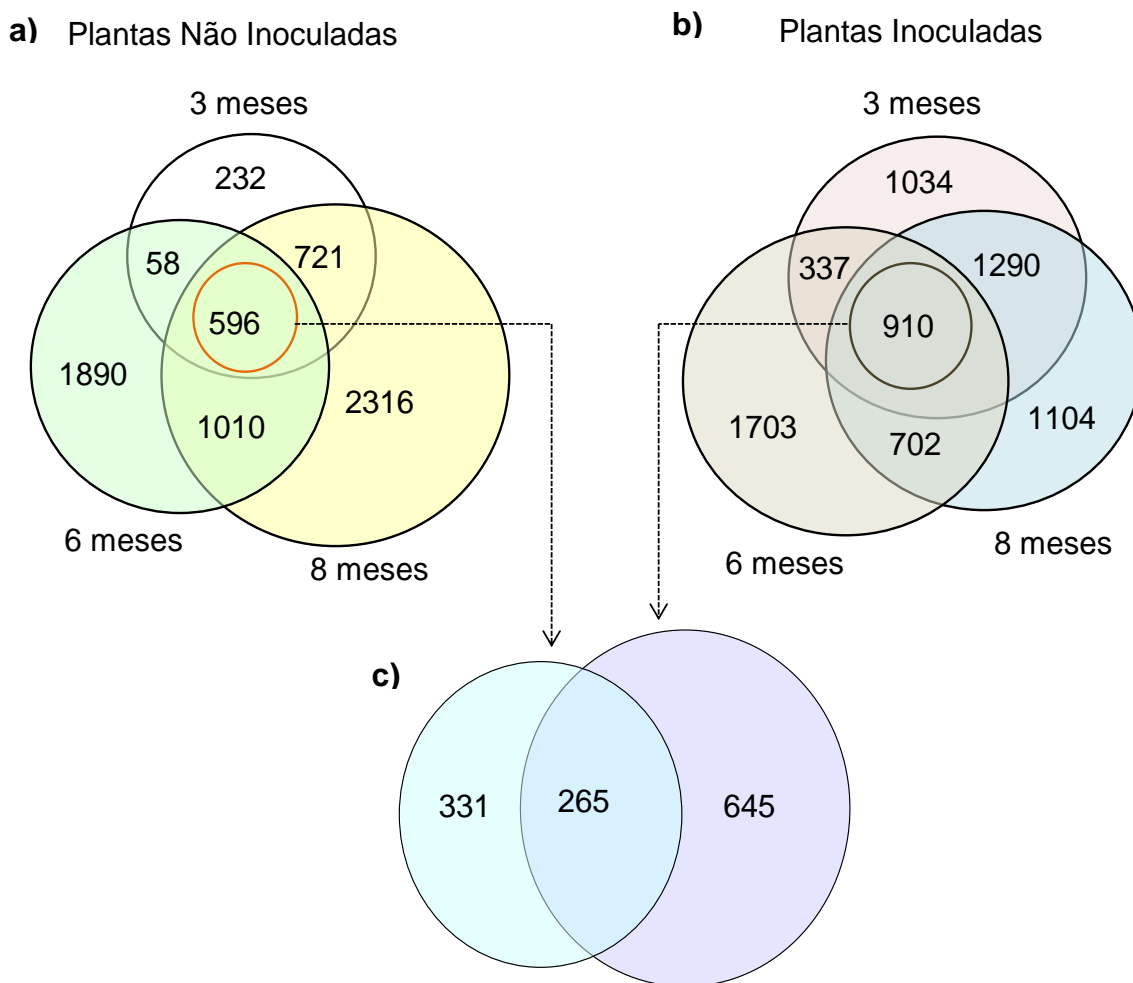 a) Plantas Não Inoculadas
b) Plantas Inoculadas
3 meses
232
58
721
596
1890
2316
1010
6 meses
8 meses
3 meses
1034
337
1290
910
1703
1104
702
6 meses
8 meses
c)
331
265
645